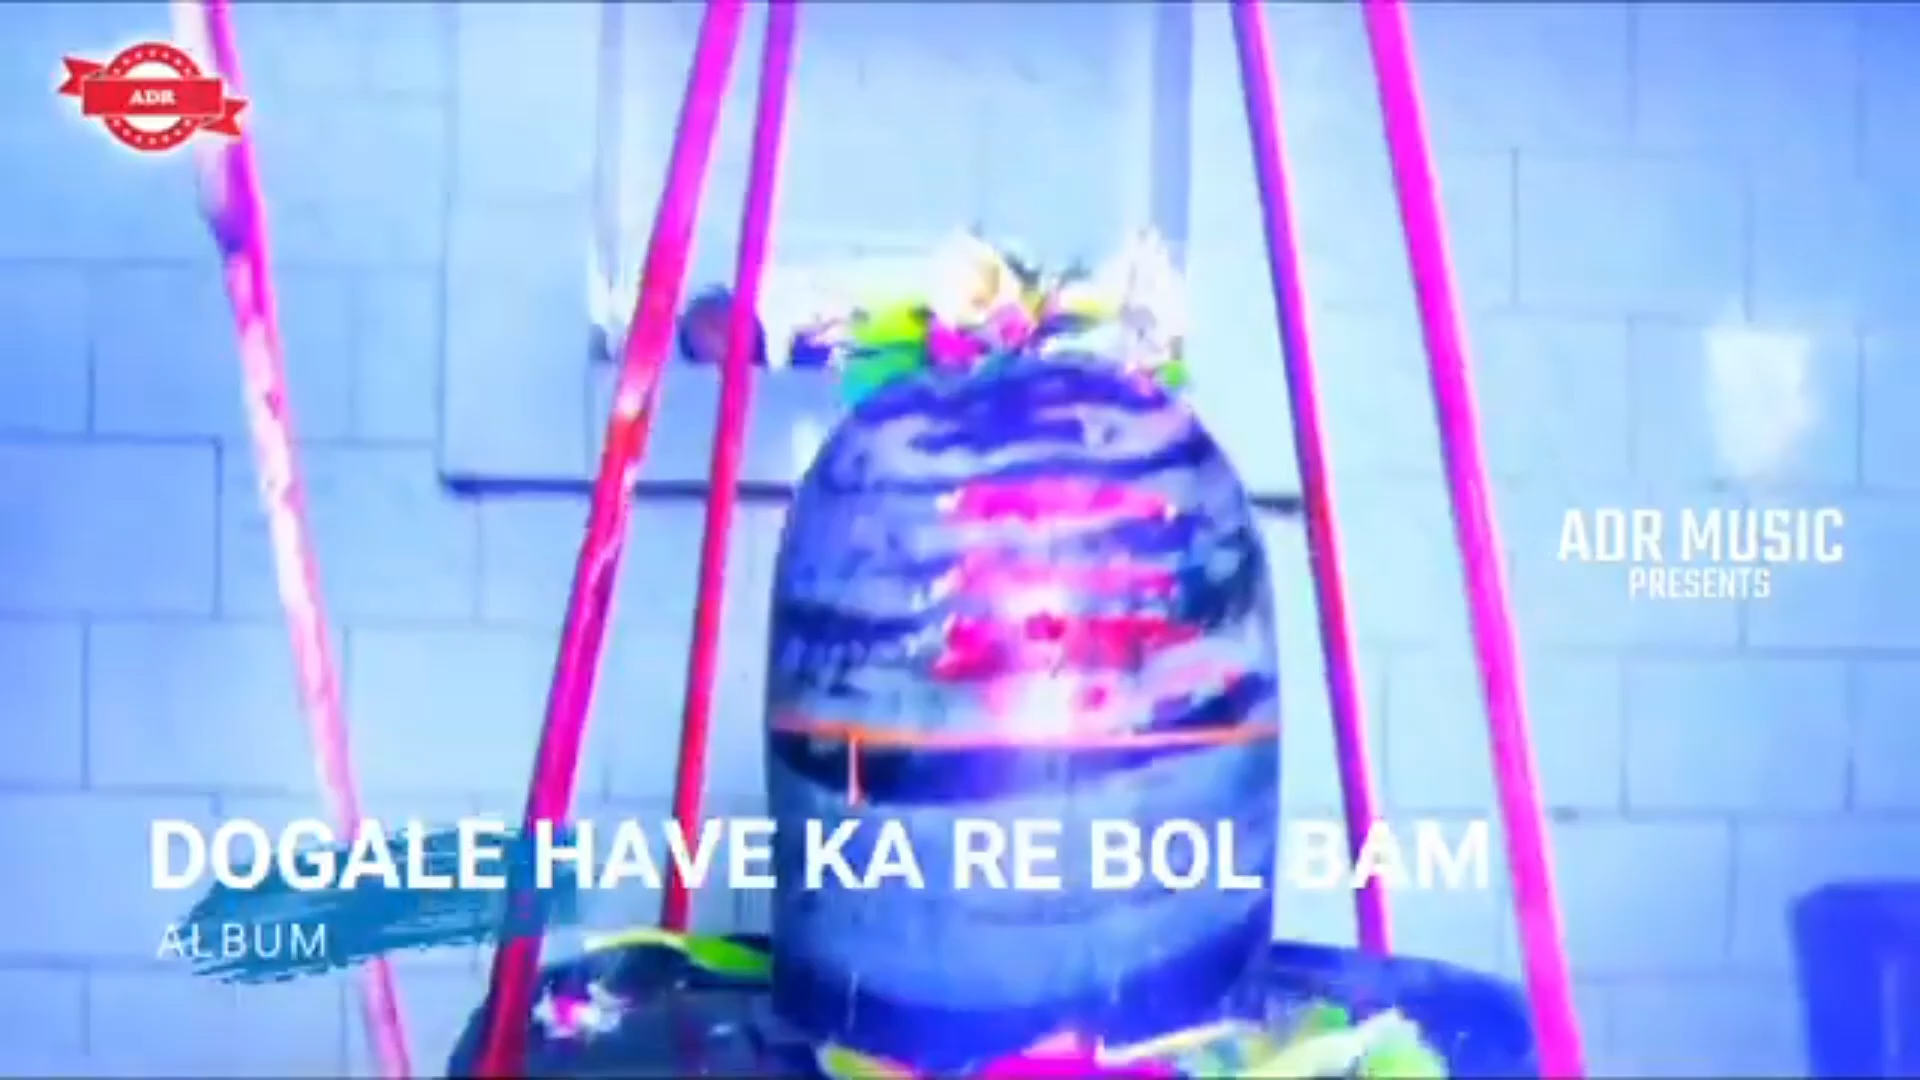 ADR
ADR MUSIC
PRESENTS
DOGALE HAVE KA RE BOL BAM
ALBUM